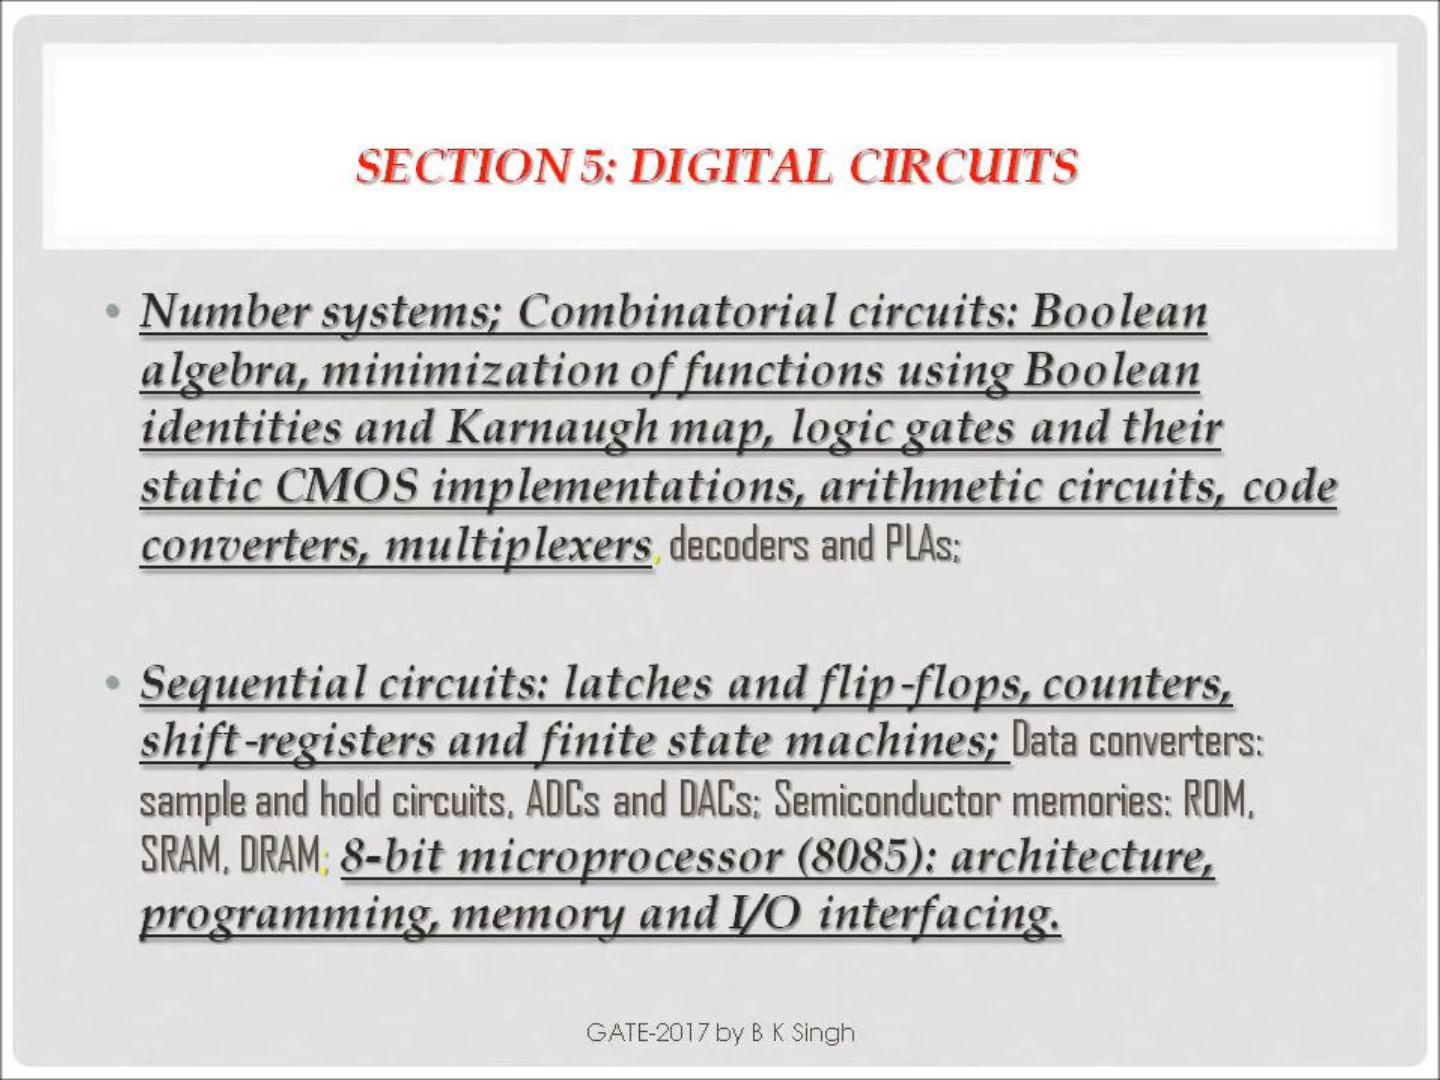 SECTION 5: DIGITAL CIRCUITS
• Number systems; Combinatorial circuits: Boolean
algebra, minimization of functions using Boolean
identities and Karnaugh map, logic gates and their
static CMOS implementations, arithmetic circuits, code
converters, multiplexers, decoders and PLAs;
• Sequential circuits: latches and flip-flops, counters,
shift-registers and finite state machines; Data converters:
sample and hold circuits, ADCs and DACs; Semiconductor memories: ROM,
SRAM, DRAM; 8-bit microprocessor (8085): architecture,
programming, memory and I/O interfacing.
GATE-2017 by B K Singh